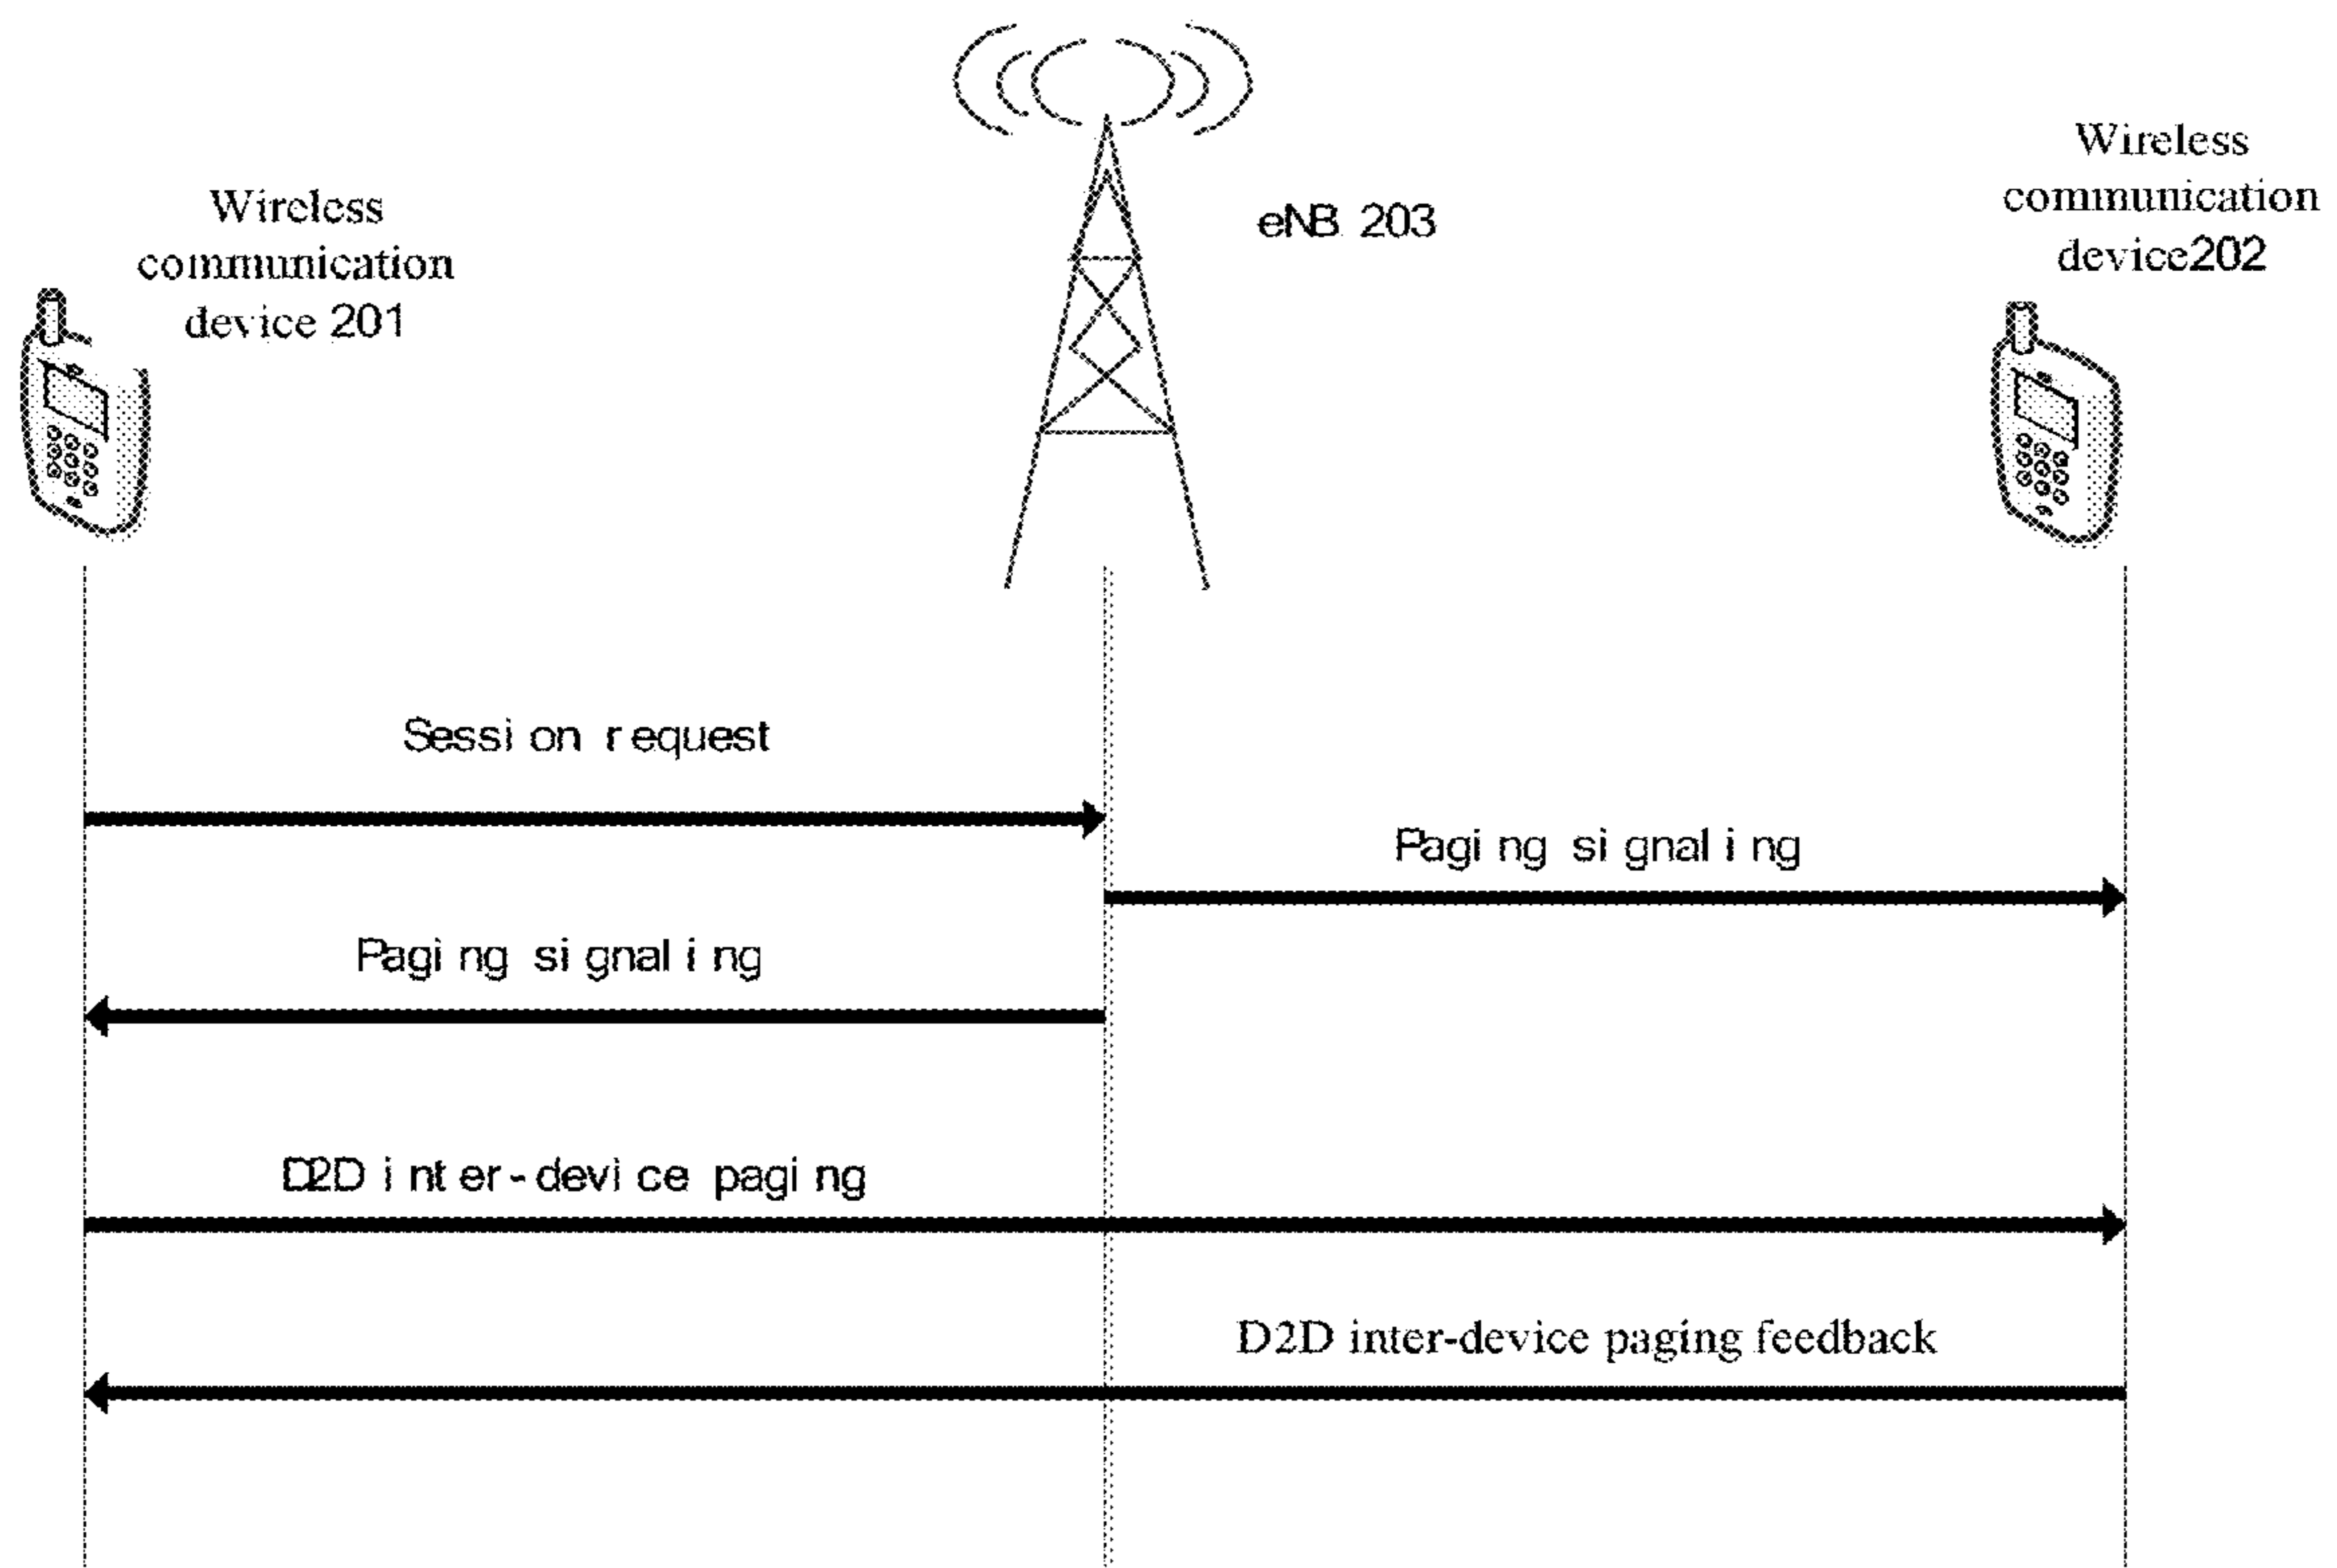 Wireless
communication
device 201
eNB 203
Wireless
communication
device202
Session request
Paging signaling
Paging signaling
D2D inter-device paging
D2D inter-device paging feedback